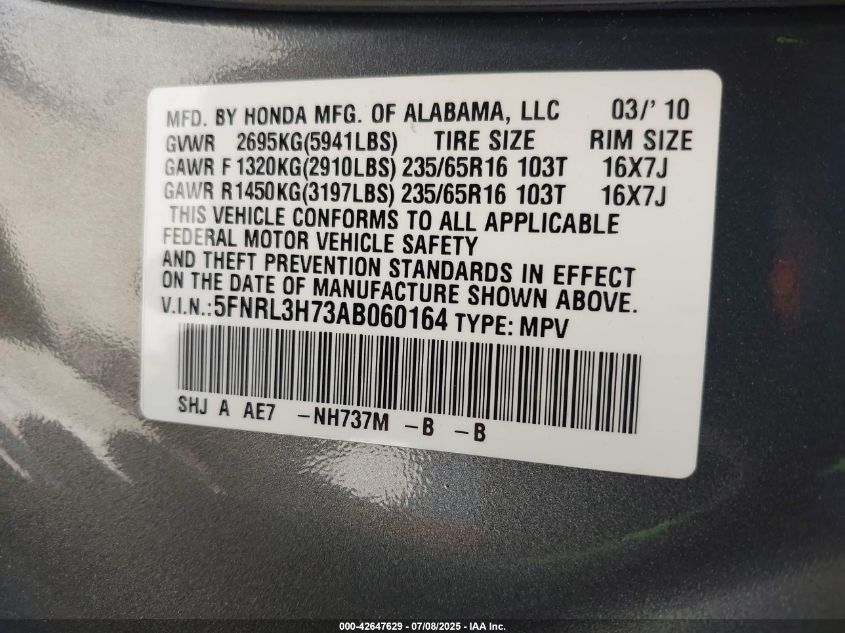 MFD. BY HONDA MFG. OF ALABAMA, LLC 03/' 10
GVWR 2695KG(5941LBS) TIRE SIZE RIM SIZE
GAWR F 1320KG(2910LBS) 235/65R16 103T 16X7J
GAWR R1450KG(3197LBS) 235/65R16 103T 16X7J
THIS VEHICLE CONFORMS TO ALL APPLICABLE
FEDERAL MOTOR VEHICLE SAFETY
AND THEFT PREVENTION STANDARDS IN EFFECT
ON THE DATE OF MANUFACTURE SHOWN ABOVE.
V.I.N.:5FNRL3H73AB060164 TYPE: MPV
SHJ A AE7 -NH737M -B -B
000-42647629 - 07/08/2025 - IAA Inc.